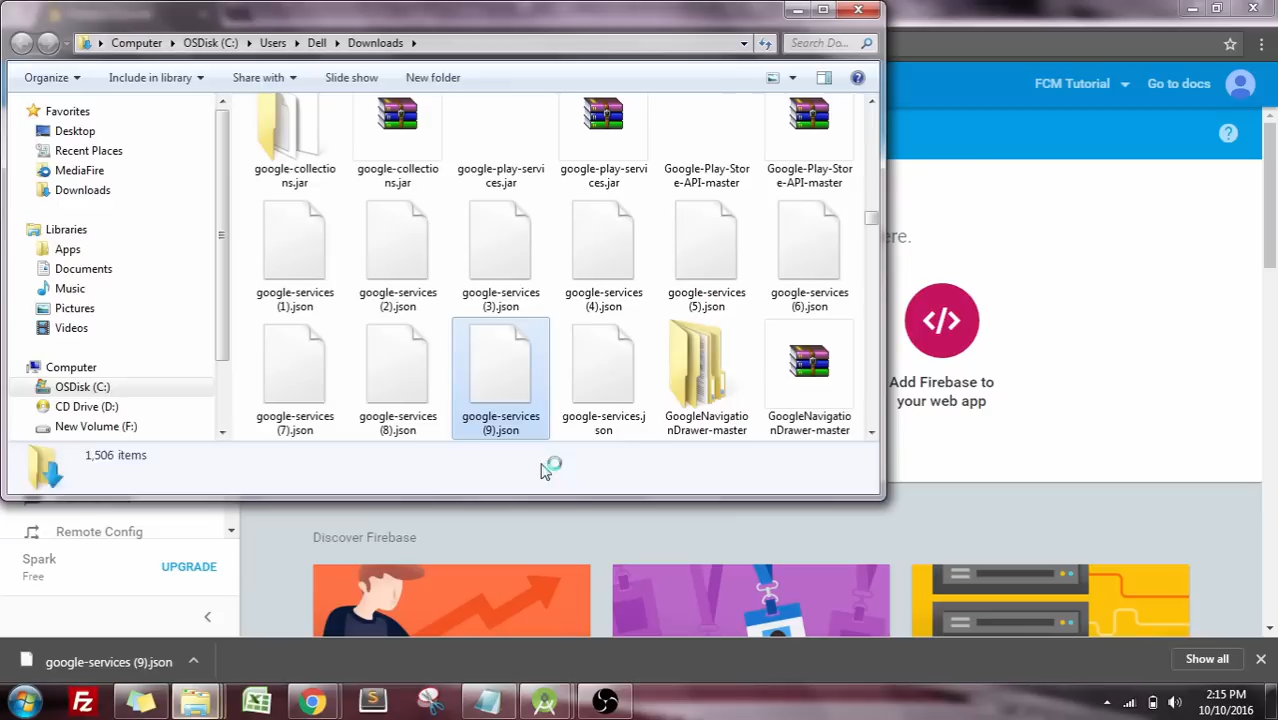 Computer
OSDisk (C:)
Users
Dell
Downloads
Search Do...
Organize
Include in library
Share with
Slide show
New folder
FCM Tutorial
Go to docs
Favorites
Desktop
Recent Places
MediaFire
Downloads
Libraries
Apps
Documents
Music
Pictures
Videos
Computer
OSDisk (C:)
CD Drive (D:)
New Volume (F:)
google-collectio
ns.jar
google-collectio
ns.jar
google-play-servi
ces.jar
google-play-servi
ces.jar
Google-Play-Stor
e-API-master
Google-Play-Stor
e-API-master
google-services
(1).json
google-services
(2).json
google-services
(3).json
google-services
(4).json
google-services
(5).json
google-services
(6).json
google-services
(7).json
google-services
(8).json
google-services
(9).json
google-services.j
son
GoogleNavigatio
nDrawer-master
GoogleNavigatio
nDrawer-master
ere.
</>
Add Firebase to
your web app
1,506 items
Remote Config
Spark
Free
UPGRADE
Discover Firebase
google-services (9).json
Show all
2:15 PM
10/10/2016